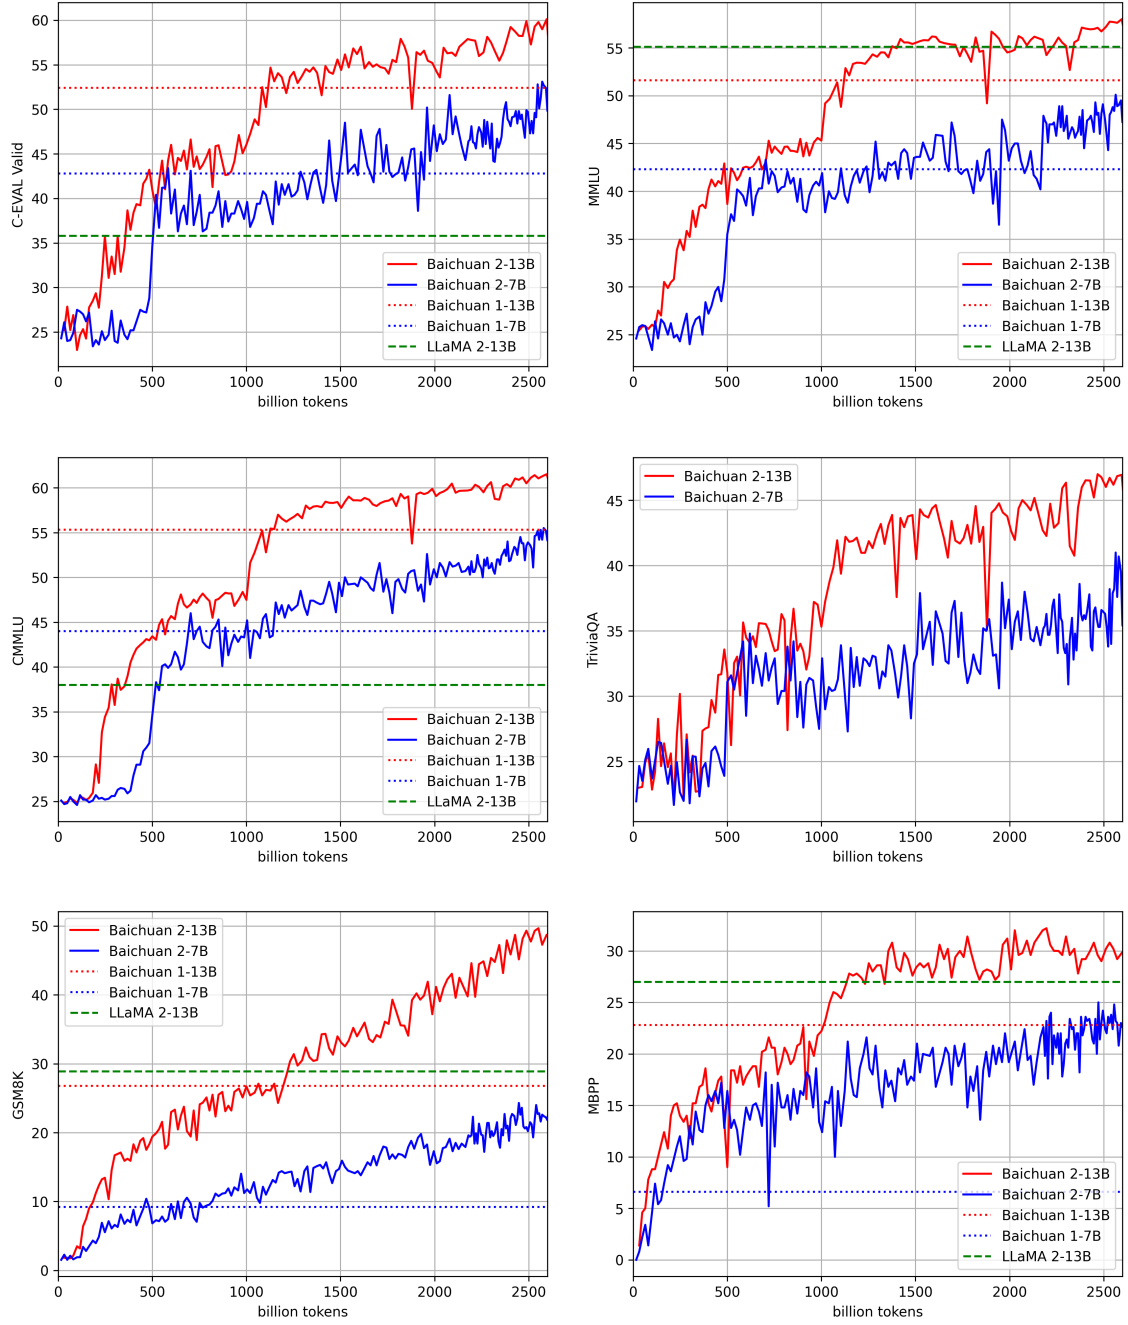 C-EVAL Valid
60
55
50
45
40
35
30
25
0 500 1000 1500 2000 2500
billion tokens
Baichuan 2-13B
Baichuan 2-7B
Baichuan 1-13B
Baichuan 1-7B
LLaMA 2-13B
MMLU
55
50
45
40
35
30
25
0 500 1000 1500 2000 2500
billion tokens
Baichuan 2-13B
Baichuan 2-7B
Baichuan 1-13B
Baichuan 1-7B
LLaMA 2-13B
CMMLU
60
55
50
45
40
35
30
25
0 500 1000 1500 2000 2500
billion tokens
Baichuan 2-13B
Baichuan 2-7B
Baichuan 1-13B
Baichuan 1-7B
LLaMA 2-13B
TriviaQA
45
40
35
30
25
0 500 1000 1500 2000 2500
billion tokens
Baichuan 2-13B
Baichuan 2-7B
GSM8K
50
40
30
20
10
0
0 500 1000 1500 2000 2500
billion tokens
Baichuan 2-13B
Baichuan 2-7B
Baichuan 1-13B
Baichuan 1-7B
LLaMA 2-13B
MBPP
30
25
20
15
10
5
0
0 500 1000 1500 2000 2500
billion tokens
Baichuan 2-13B
Baichuan 2-7B
Baichuan 1-13B
Baichuan 1-7B
LLaMA 2-13B